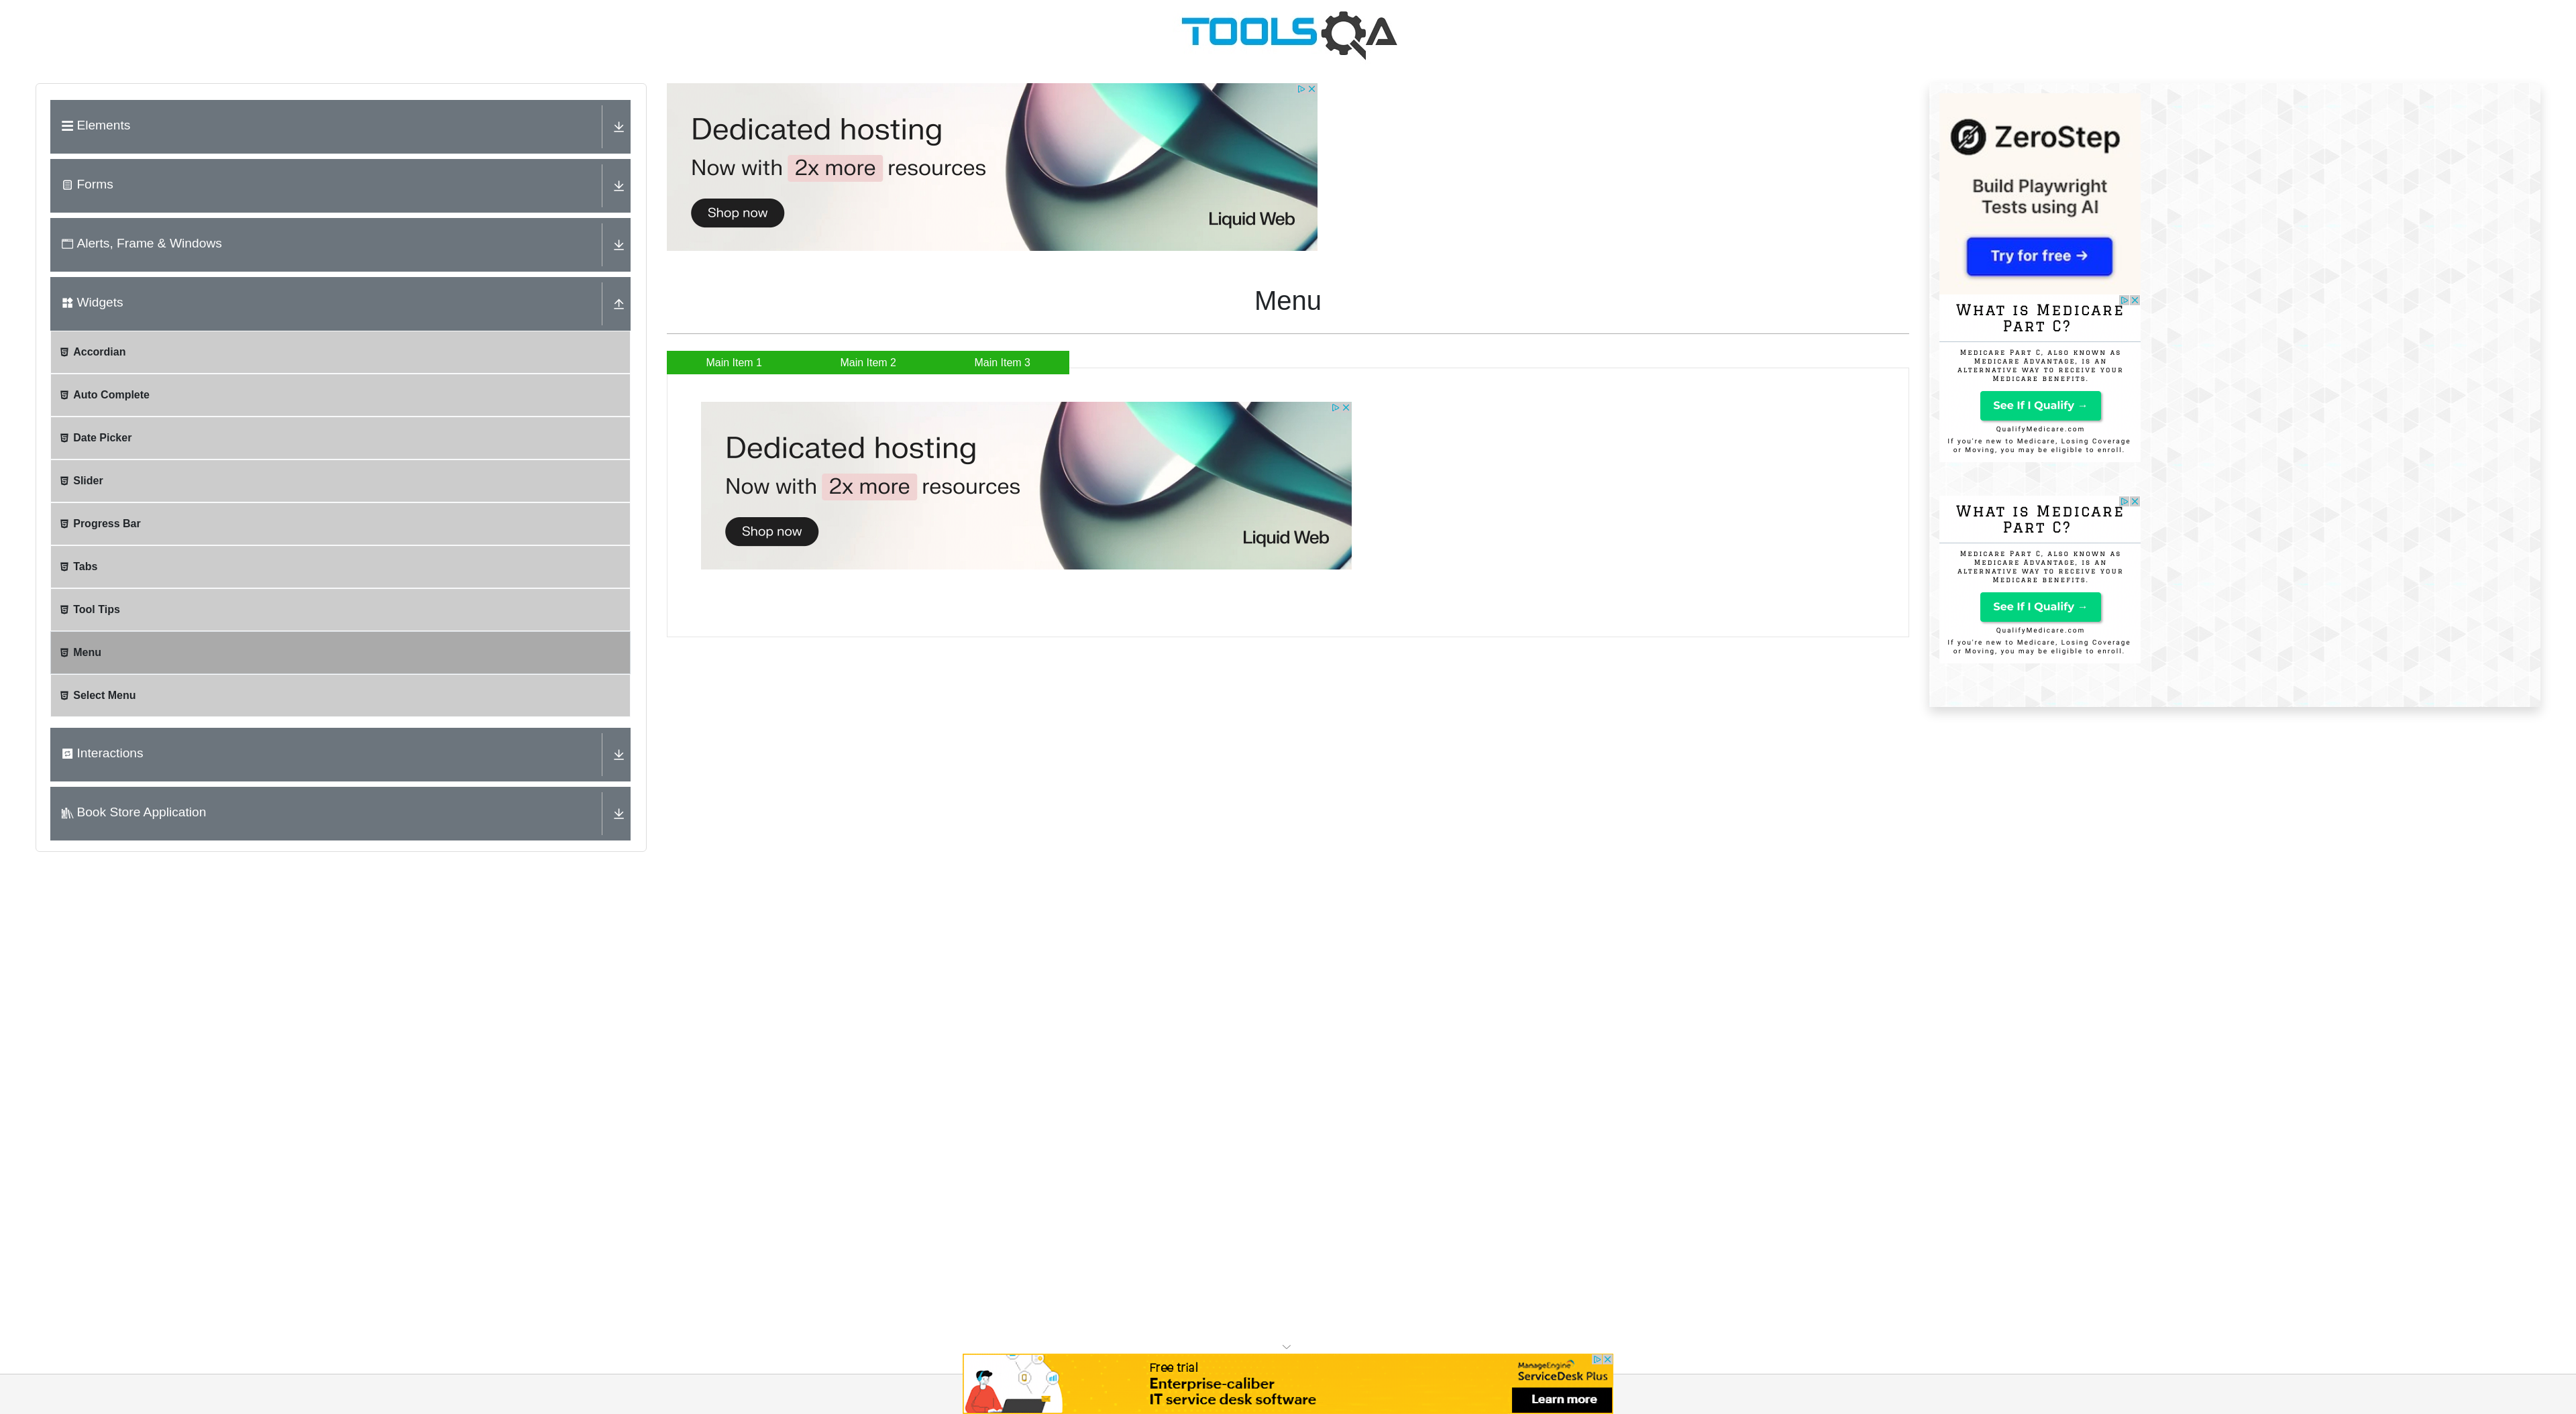 TOOLSQA
Elements
Forms
Alerts, Frame & Windows
Widgets
Accordian
Auto Complete
Date Picker
Slider
Progress Bar
Tabs
Tool Tips
Menu
Select Menu
Interactions
Book Store Application
Dedicated hosting
Now with 2x more resources
Shop now
Liquid Web
Menu
Main Item 1 Main Item 2 Main Item 3
Dedicated hosting
Now with 2x more resources
Shop now
Liquid Web
ZeroStep
Build Playwright
Tests using AI
Try for free →
What is Medicare
Part C?
Medicare Part C, also known as
Medicare Advantage, is an
alternative way to receive your
Medicare benefits.
See If I Qualify →
QualifyMedicare.com
If you're new to Medicare, Losing Coverage
or Moving, you may be eligible to enroll.
What is Medicare
Part C?
Medicare Part C, also known as
Medicare Advantage, is an
alternative way to receive your
Medicare benefits.
See If I Qualify →
QualifyMedicare.com
If you're new to Medicare, Losing Coverage
or Moving, you may be eligible to enroll.
Free trial
Enterprise-caliber
IT service desk software
ManageEngine
ServiceDesk Plus
Learn more